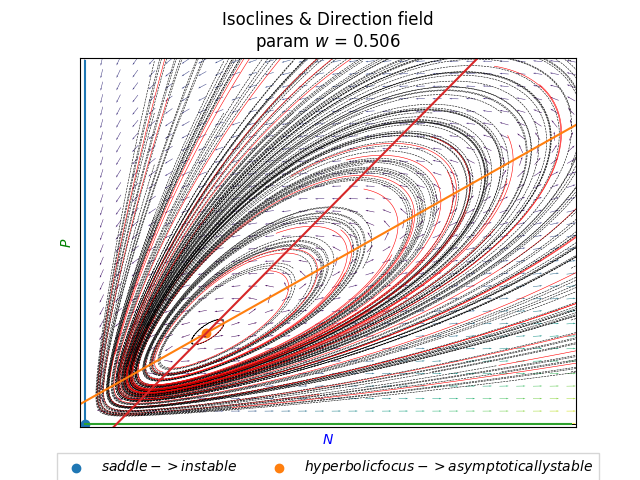 Isoclines & Direction field
param w = 0.506
P
N
saddle − > instable
hyperbolicfocus − > asymptoticallystable